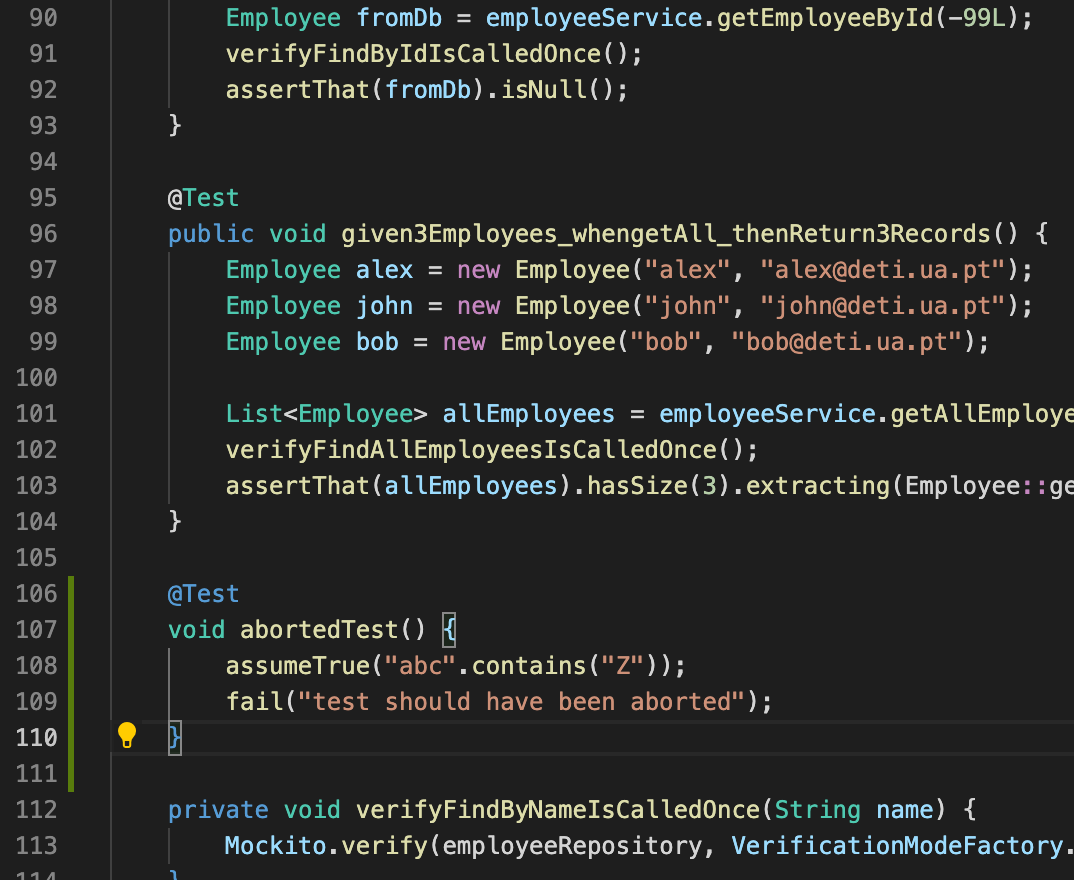 90 Employee fromDb = employeeService.getEmployeeById(-99L);
91 verifyFindByIdIsCalledOnce();
92 assertThat(fromDb).isNull();
93 }
94
95 @Test
96 public void given3Employees_whengetAll_thenReturn3Records() {
97 Employee alex = new Employee("alex", "alex@deti.ua.pt");
98 Employee john = new Employee("john", "john@deti.ua.pt");
99 Employee bob = new Employee("bob", "bob@deti.ua.pt");
100
101 List<Employee> allEmployees = employeeService.getAllEmploye
102 verifyFindAllEmployeesIsCalledOnce();
103 assertThat(allEmployees).hasSize(3).extracting(Employee::ge
104 }
105
106 @Test
107 void abortedTest() {
108 assumeTrue("abc".contains("Z"));
109 fail("test should have been aborted");
110 }
111
112 private void verifyFindByNameIsCalledOnce(String name) {
113 Mockito.verify(employeeRepository, VerificationModeFactory.
114 }